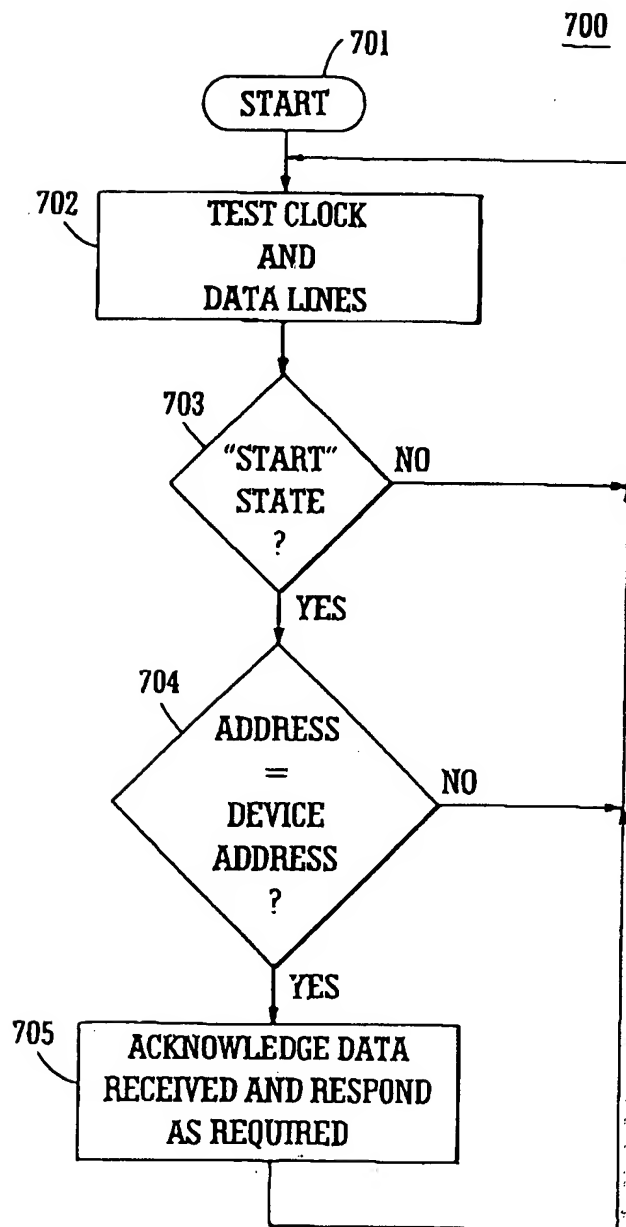 700
701
START
702
TEST CLOCK
AND
DATA LINES
703
"START"
STATE
?
NO
YES
704
ADDRESS
=
DEVICE
ADDRESS
?
NO
YES
705
ACKNOWLEDGE DATA
RECEIVED AND RESPOND
AS REQUIRED